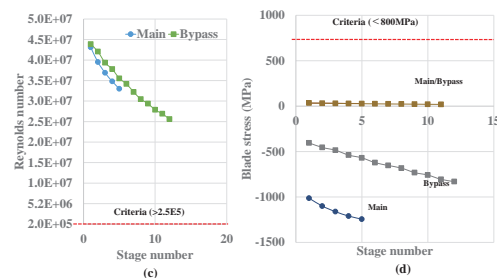 5.0E+07
4.5E+07
4.0E+07
3.5E+07
3.0E+07
2.5E+07
2.0E+07
1.5E+07
1.0E+07
5.2E+06
2.0E+05
Reynolds number
Main
Bypass
Criteria (>2.5E5)
0
10
20
Stage number
(c)
1000
500
0
-500
-1000
-1500
Blade stress (MPa)
Criteria (<800MPa)
Main/Bypass
0
5
10
15
Bypass
Main
Stage number
(d)